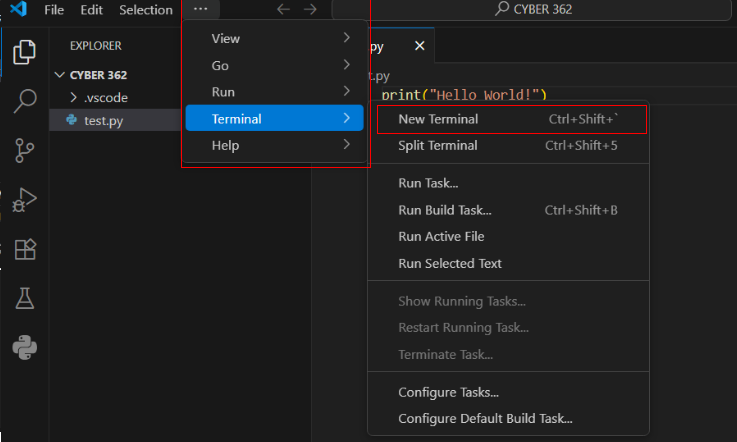 File Edit Selection ... CYBER 362
EXPLORER
CYBER 362
.vscode
test.py
View
Go
Run
Terminal
Help
py
t.py
print("Hello World!")
New Terminal Ctrl+Shift+`
Split Terminal Ctrl+Shift+5
Run Task...
Run Build Task... Ctrl+Shift+B
Run Active File
Run Selected Text
Show Running Tasks...
Restart Running Task...
Terminate Task...
Configure Tasks...
Configure Default Build Task...